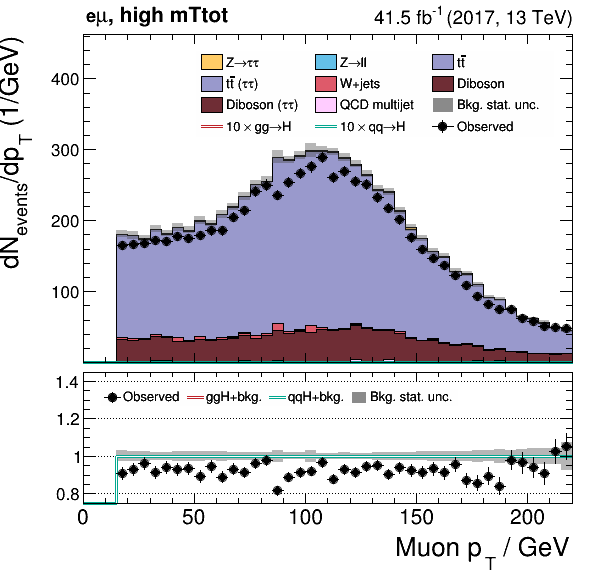 eμ, high mTtot 41.5 fb⁻¹ (2017, 13 TeV)
dN_events/dp_T (1/GeV)
400
300
200
100
Z→ττ Z→ll tt̄
tt̄ (ττ) W+jets Diboson
Diboson (ττ) QCD multijet Bkg. stat. unc.
10 × gg→H 10 × qq→H Observed
1.4
1.2
1
0.8
Observed ggH+bkg. qqH+bkg. Bkg. stat. unc.
0 50 100 150 200
Muon p_T / GeV